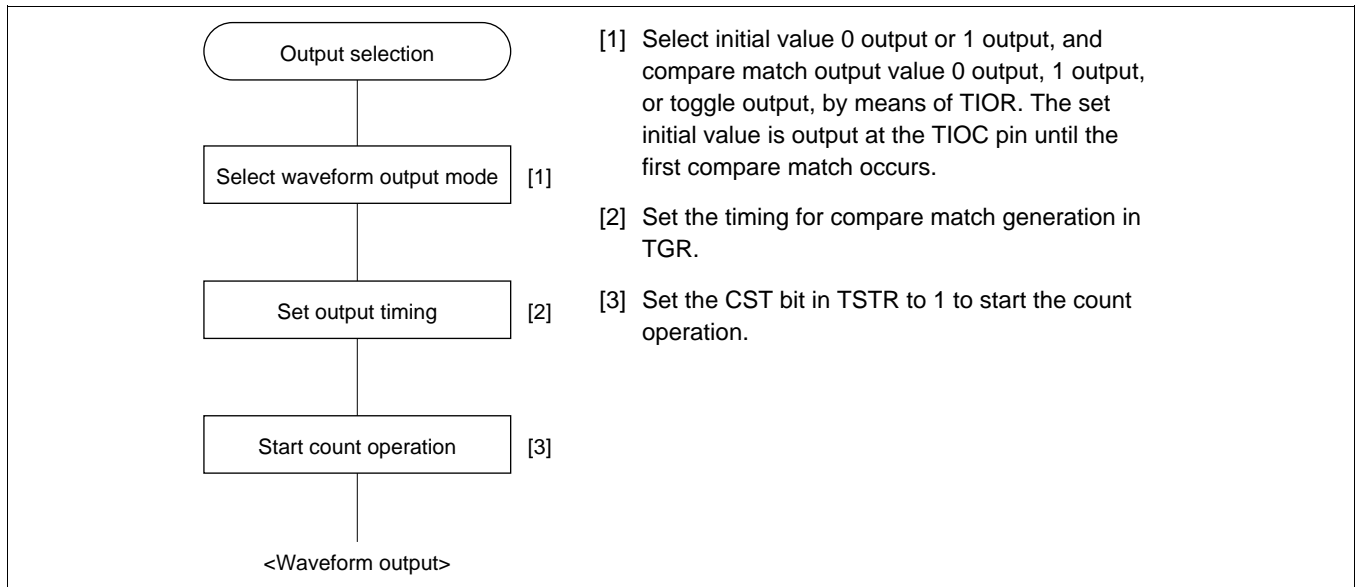 Output selection
Select waveform output mode
[1]
Set output timing
[2]
Start count operation
[3]
<Waveform output>
[1] Select initial value 0 output or 1 output, and
compare match output value 0 output, 1 output,
or toggle output, by means of TIOR. The set
initial value is output at the TIOC pin until the
first compare match occurs.
[2] Set the timing for compare match generation in
TGR.
[3] Set the CST bit in TSTR to 1 to start the count
operation.